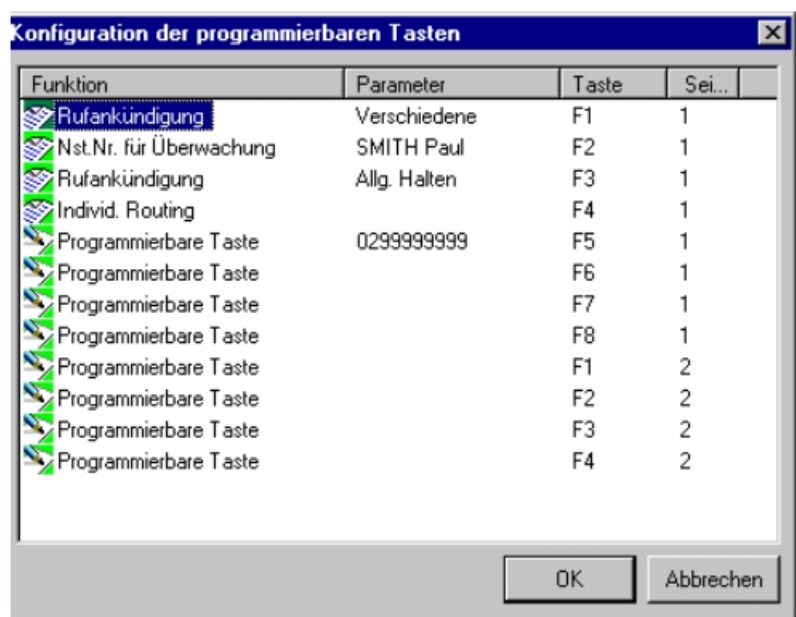 Konfiguration der programmierbaren Tasten
Funktion Parameter Taste Sei...
Rufankündigung Verschiedene F1 1
Nst.Nr. für Überwachung SMITH Paul F2 1
Rufankündigung Allg. Halten F3 1
Individ. Routing F4 1
Programmierbare Taste 0299999999 F5 1
Programmierbare Taste F6 1
Programmierbare Taste F7 1
Programmierbare Taste F8 1
Programmierbare Taste F1 2
Programmierbare Taste F2 2
Programmierbare Taste F3 2
Programmierbare Taste F4 2
OK Abbrechen